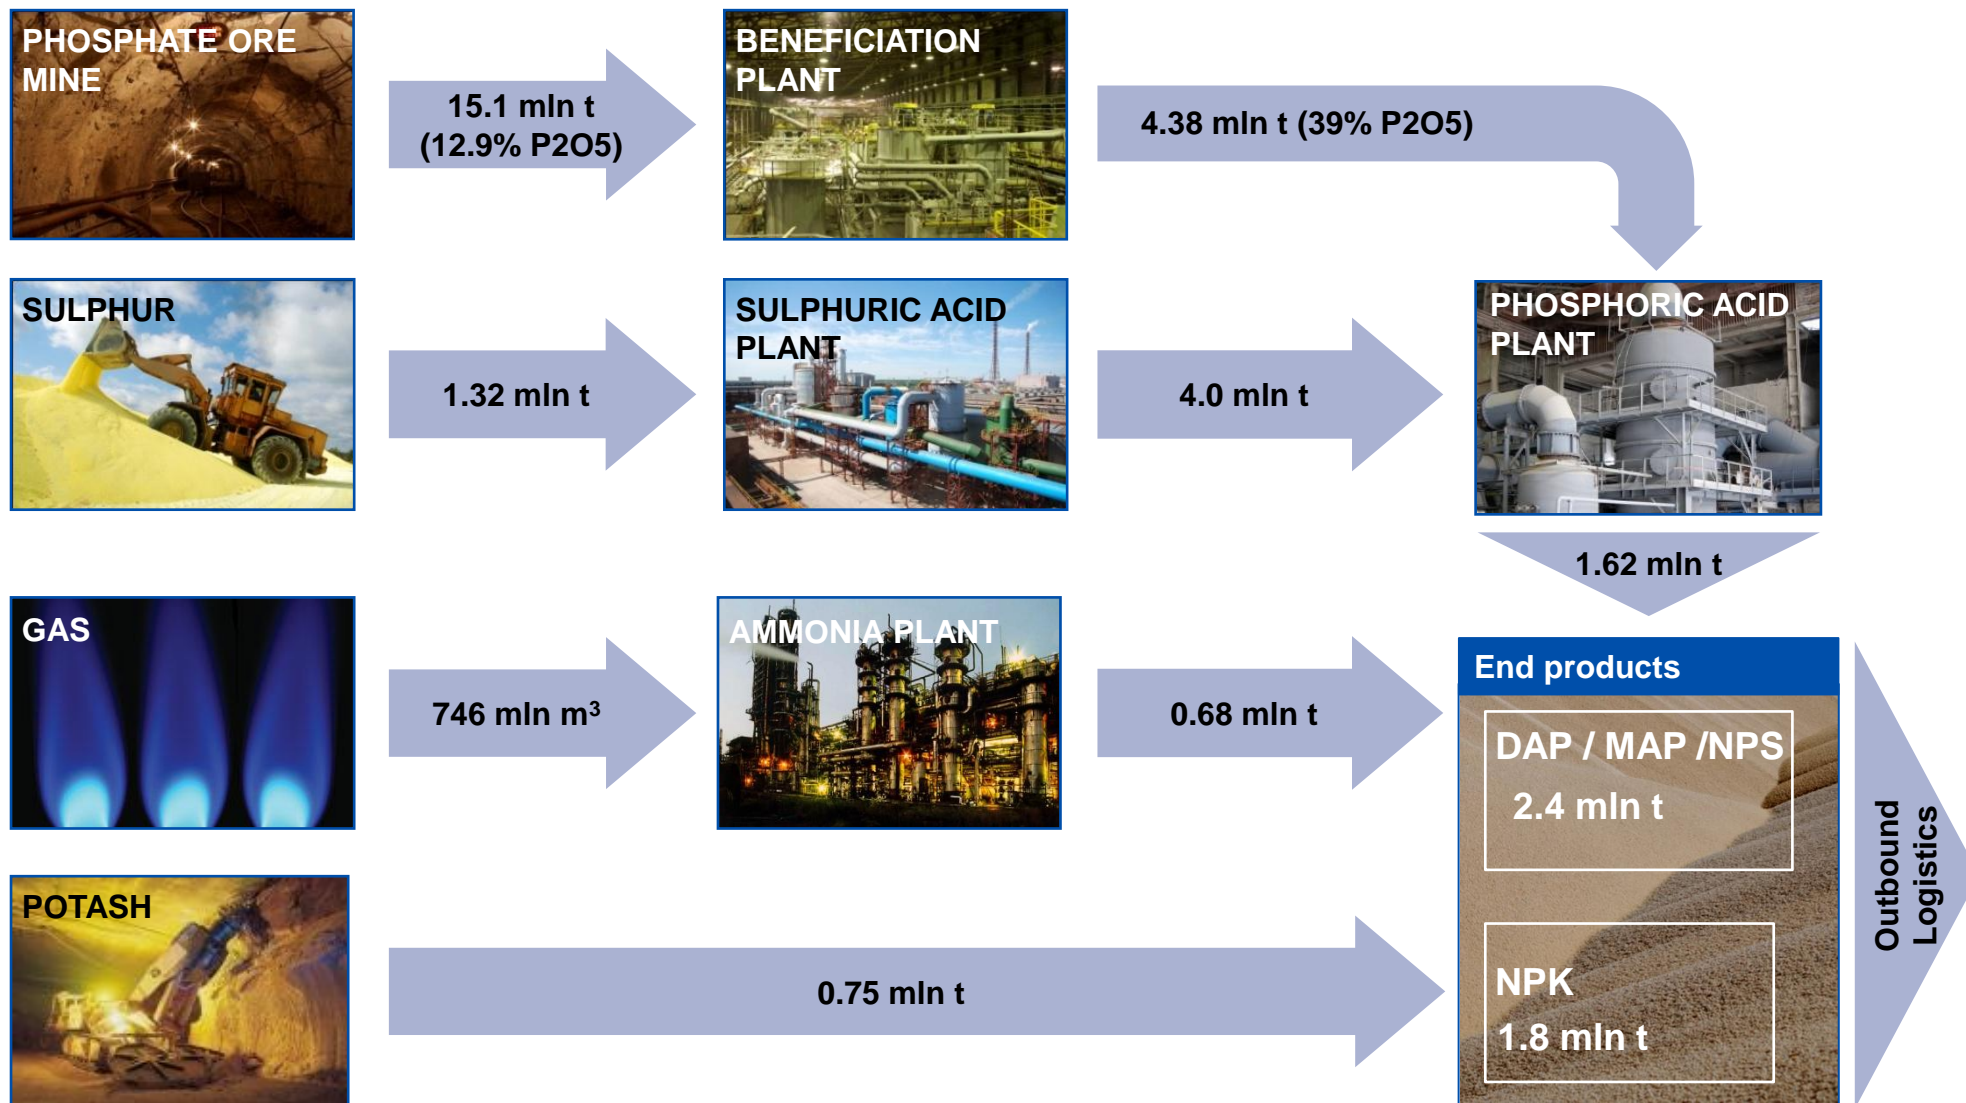 PHOSPHATE ORE
MINE
15.1 mln t
(12.9% P2O5)
BENEFICIATION
PLANT
4.38 mln t (39% P2O5)
SULPHUR
1.32 mln t
SULPHURIC ACID
PLANT
4.0 mln t
PHOSPHORIC ACID
PLANT
1.62 mln t
GAS
746 mln m³
AMMONIA PLANT
0.68 mln t
End products
DAP / MAP /NPS
2.4 mln t
POTASH
0.75 mln t
NPK
1.8 mln t
Outbound
Logistics